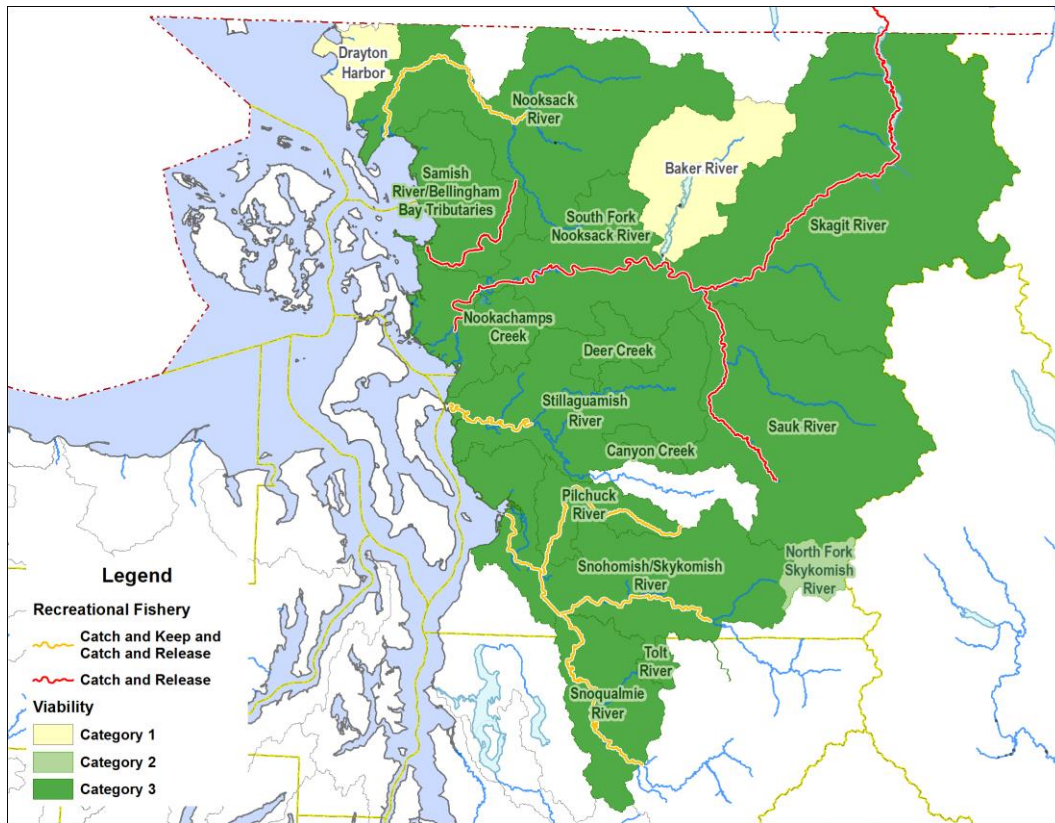 Drayton
Harbor
Nooksack
River
Baker River
Samish
River/Bellingham
Bay Tributaries
South Fork
Nooksack River
Skagit River
Nookachamps
Creek
Deer Creek
Stillaguamish
River
Sauk River
Canyon Creek
Pilchuck
River
North Fork
Skykomish
River
Snohomish/Skykomish
River
Tolt
River
Snoqualmie
River
Legend
Recreational Fishery
Catch and Keep and
Catch and Release
Catch and Release
Viability
Category 1
Category 2
Category 3